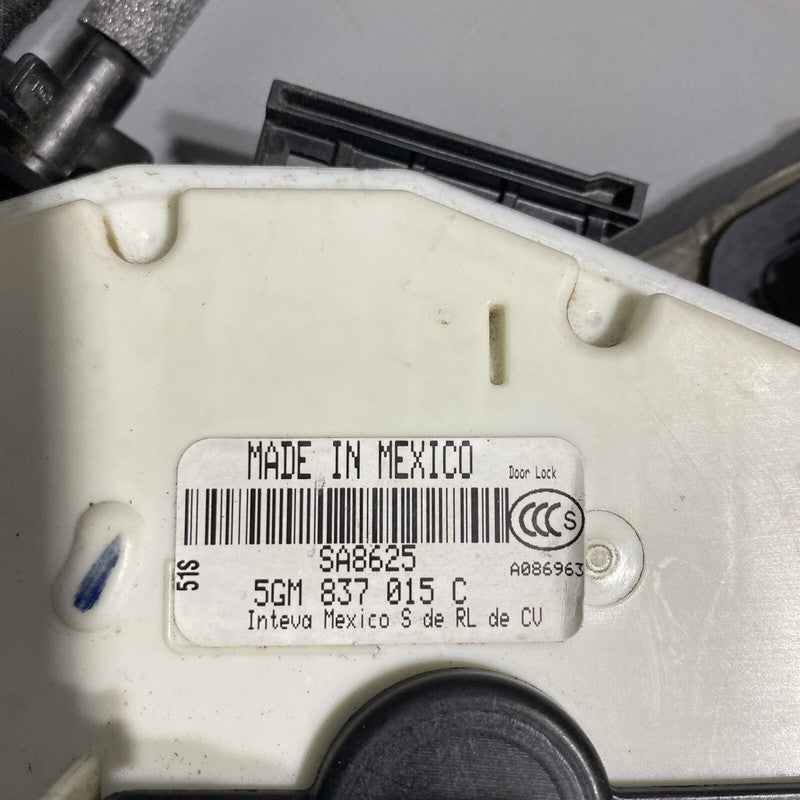 MADE IN MEXICO
Door Lock
CCC S
SA8625
A086963
51S
5GM 837 015 C
Inteva Mexico S de RL de CV